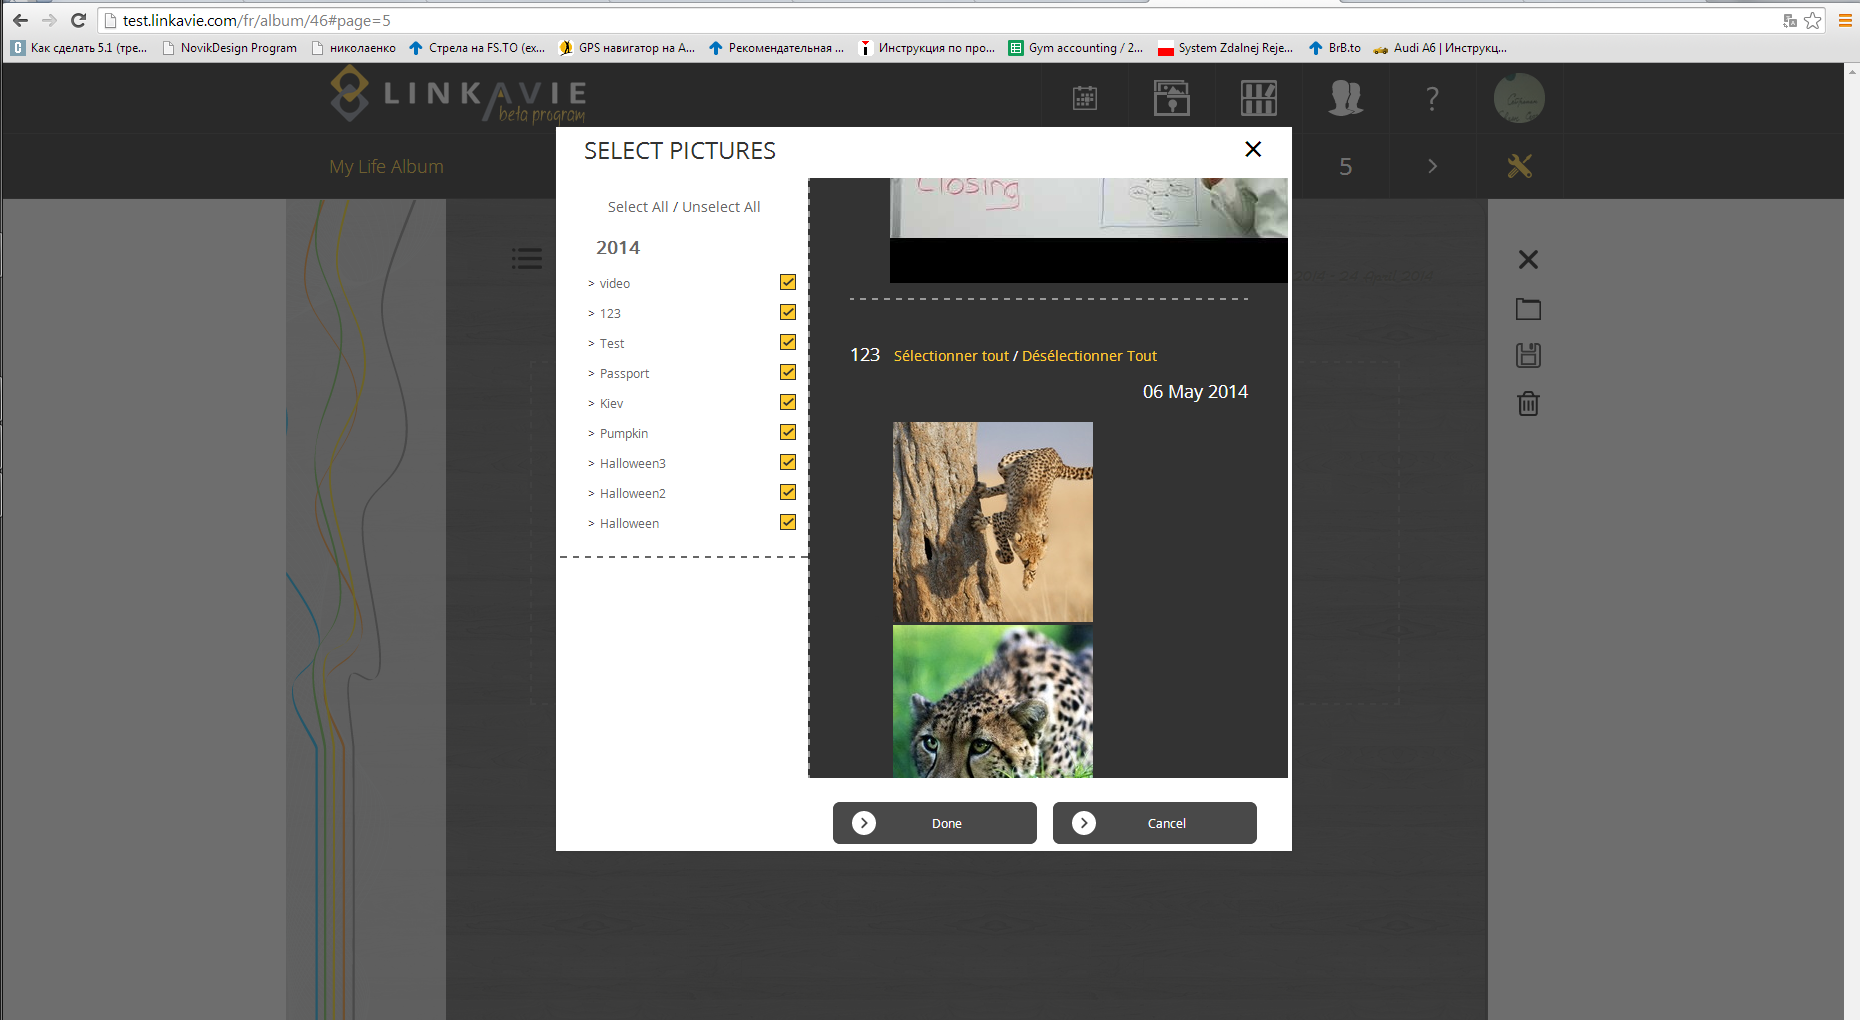 test.linkavie.com/fr/album/46#page=5
Как сделать 5.1 (тре...
NovikDesign Program
николаенко
Стрела на FS.TO (ex...
GPS навигатор на A...
Рекомендательная ...
Инструкция по про...
Gym accounting / 2...
System Zdalnej Reje...
BrB.to
Audi A6 | Инструкц...
LINKAVIE
beta program
?
My Life Album
5
SELECT PICTURES
Select All / Unselect All
2014
> video
> 123
> Test
> Passport
> Kiev
> Pumpkin
> Halloween3
> Halloween2
> Halloween
Closing
123 Sélectionner tout / Désélectionner Tout
06 May 2014
Done
Cancel